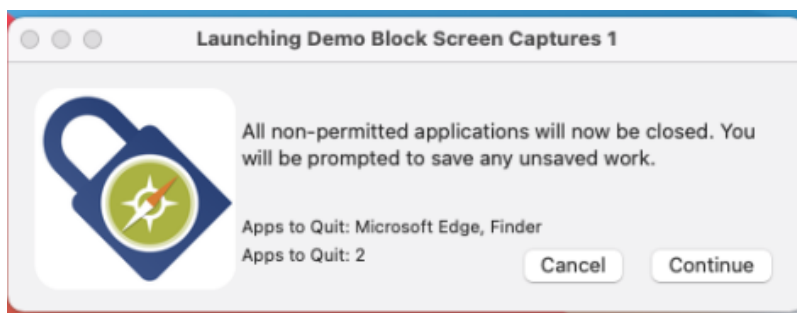 Launching Demo Block Screen Captures 1
All non-permitted applications will now be closed. You
will be prompted to save any unsaved work.
Apps to Quit: Microsoft Edge, Finder
Apps to Quit: 2
Cancel
Continue